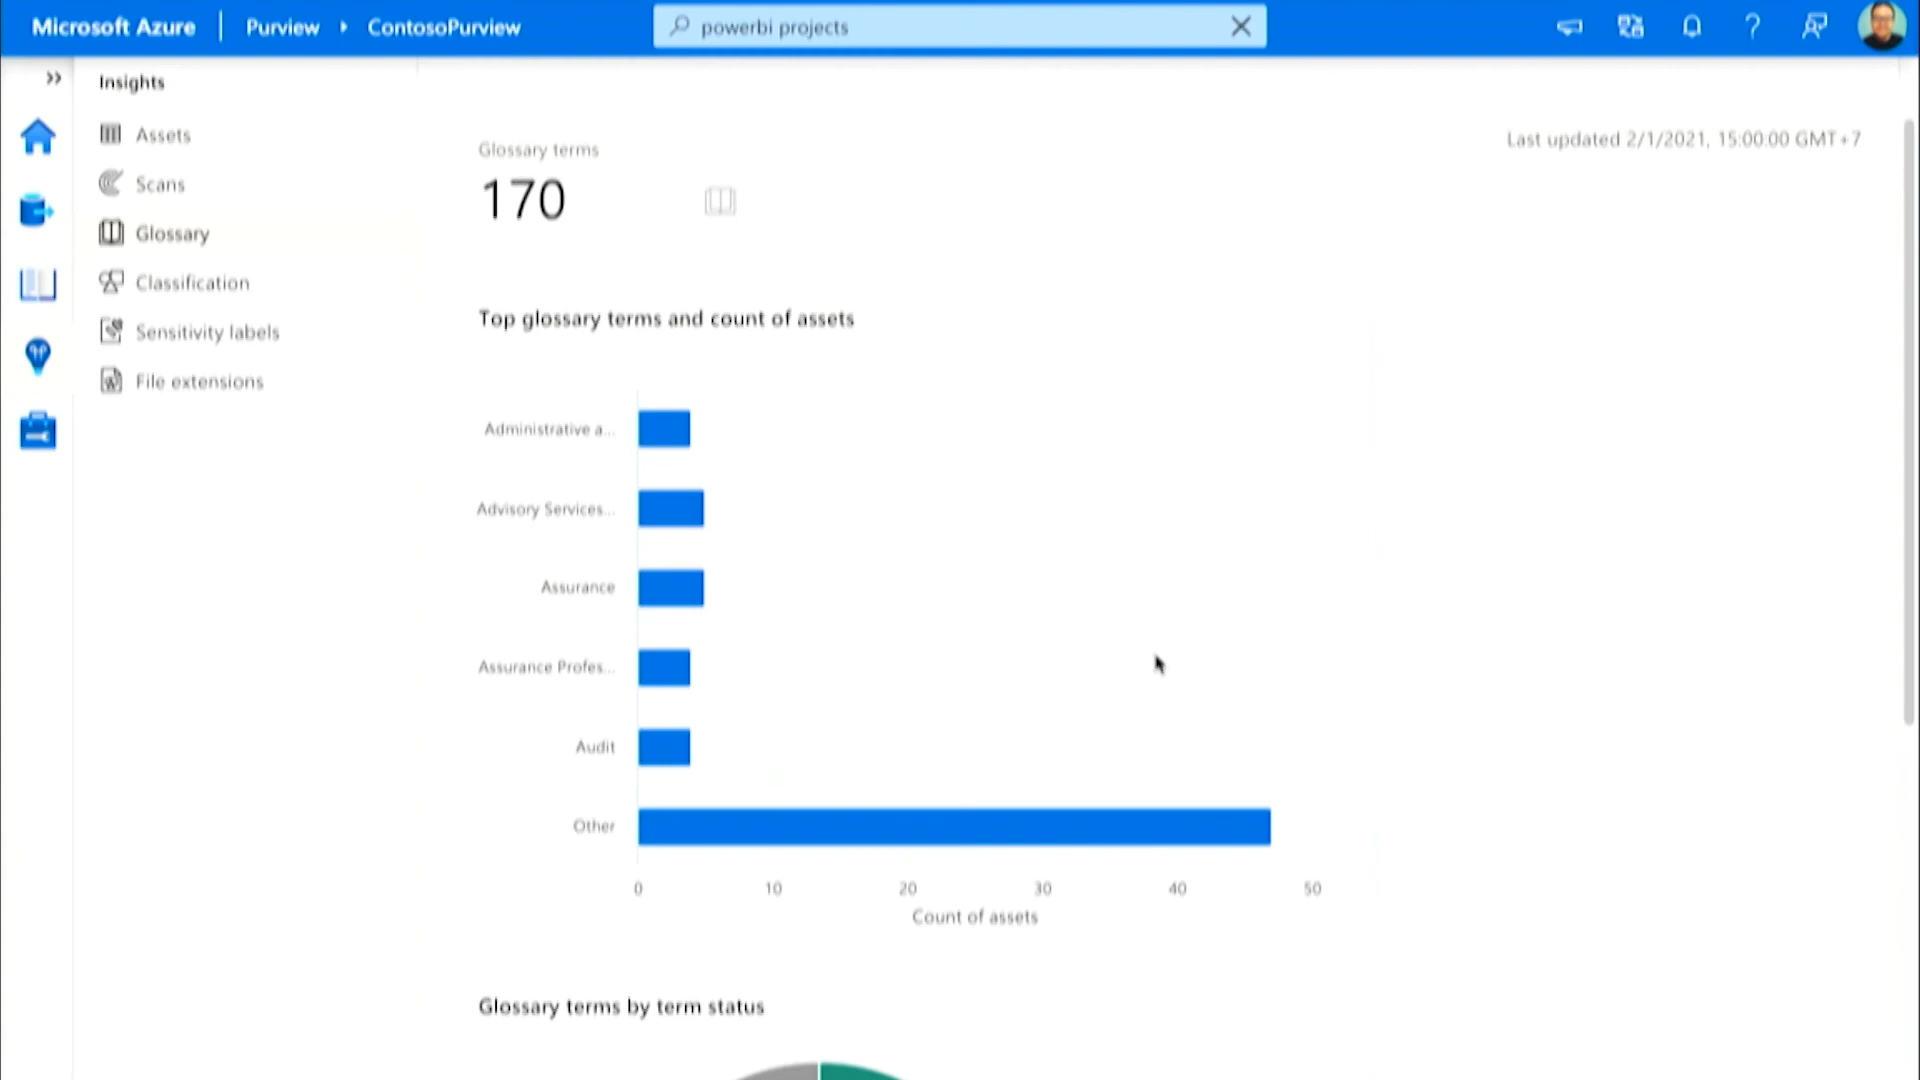 Microsoft Azure
Purview
ContosoPurview
powerbi projects
Insights
Assets
Scans
Glossary
Classification
Sensitivity labels
File extensions
Last updated 2/1/2021, 15:00:00 GMT+7
Glossary terms
170
Top glossary terms and count of assets
Administrative a...
Advisory Services...
Assurance
Assurance Profes...
Audit
Other
0 10 20 30 40 50
Count of assets
Glossary terms by term status